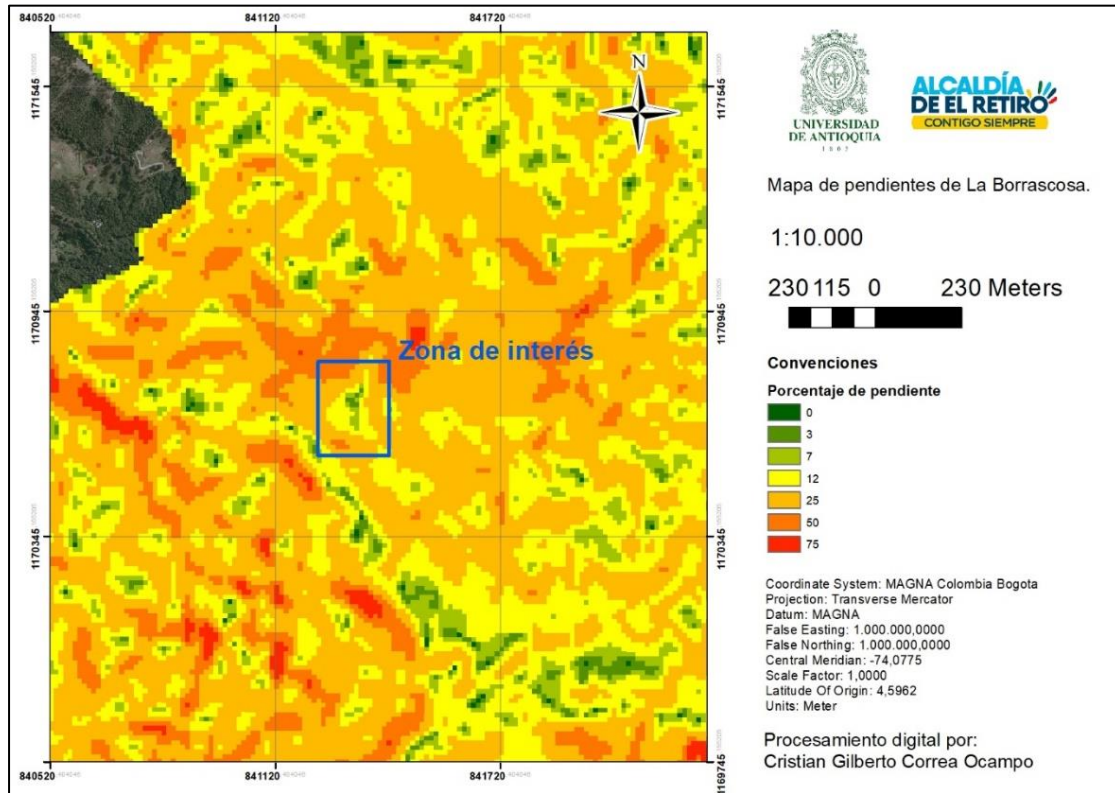 840520
841120
841720
1171545
1170945
1170345
1169745
1171545
1170945
1170345
840520
841120
841720
N
Zona de interés
UNIVERSIDAD
DE ANTIOQUIA
1803
ALCALDÍA
DE EL RETIRO
CONTIGO SIEMPRE
Mapa de pendientes de La Borrascosa.
1:10.000
230 115 0 230 Meters
Convenciones
Porcentaje de pendiente
0
3
7
12
25
50
75
Coordinate System: MAGNA Colombia Bogota
Projection: Transverse Mercator
Datum: MAGNA
False Easting: 1.000.000,0000
False Northing: 1.000.000,0000
Central Meridian: -74,0775
Scale Factor: 1,0000
Latitude Of Origin: 4,5962
Units: Meter
Procesamiento digital por:
Cristian Gilberto Correa Ocampo